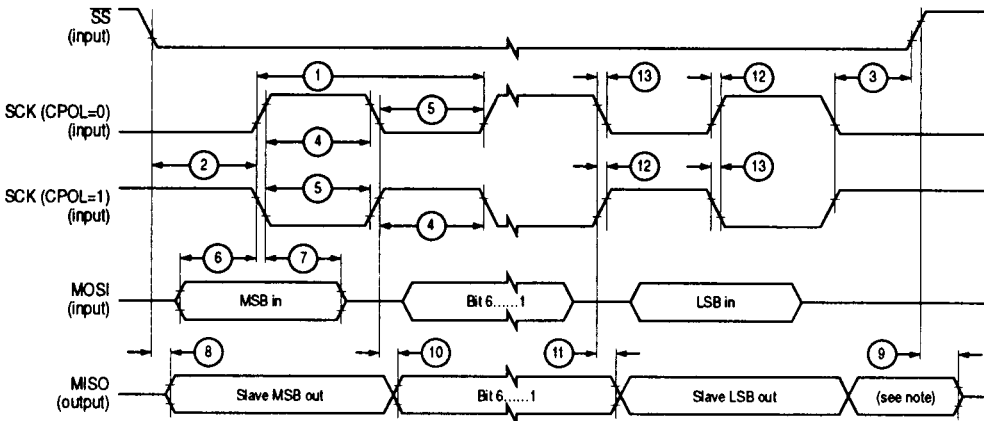 SS
(input)
1
13
12
3
SCK (CPOL=0)
(input)
5
4
2
SCK (CPOL=1)
(input)
5
12
13
4
6
7
MOSI
(input)
MSB in
Bit 6......1
LSB in
8
10
11
9
MISO
(output)
Slave MSB out
Bit 6......1
Slave LSB out
(see note)